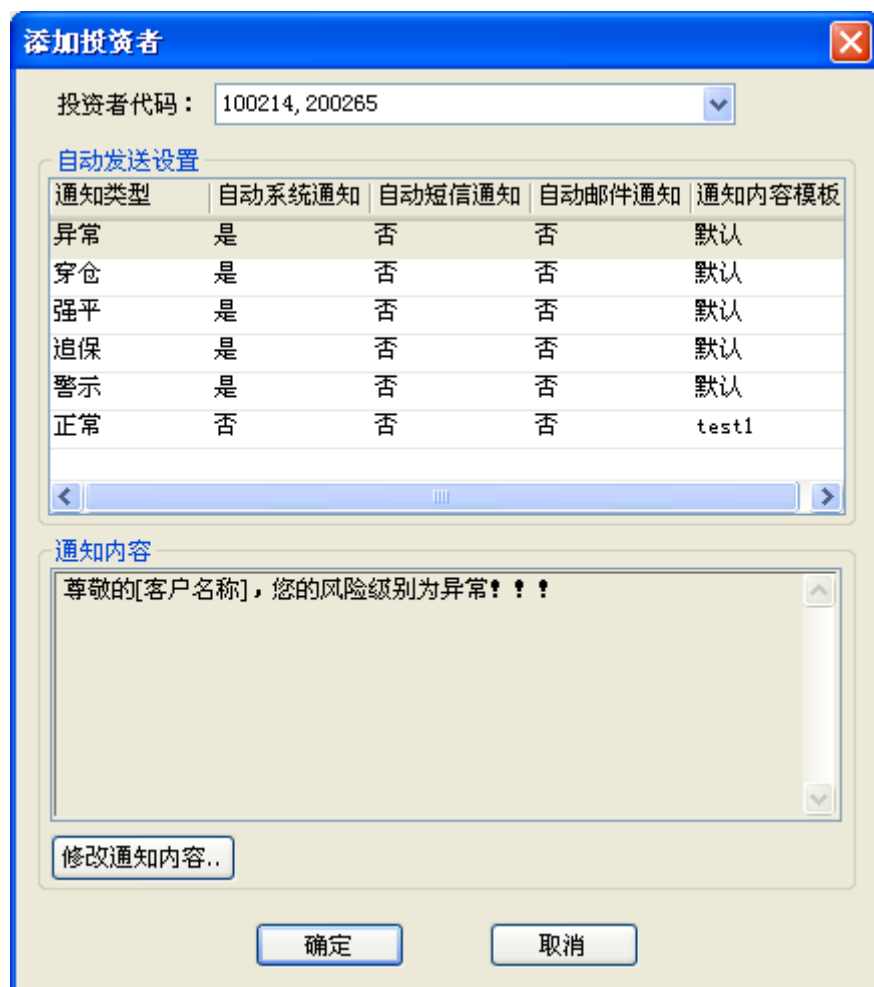 添加投资者
投资者代码： 100214,200265
自动发送设置
通知类型 自动系统通知 自动短信通知 自动邮件通知 通知内容模板
异常 是 否 否 默认
穿仓 是 否 否 默认
强平 是 否 否 默认
追保 是 否 否 默认
警示 是 否 否 默认
正常 否 否 否 test1
通知内容
尊敬的[客户名称]，您的风险级别为异常！！！
修改通知内容..
确定 取消